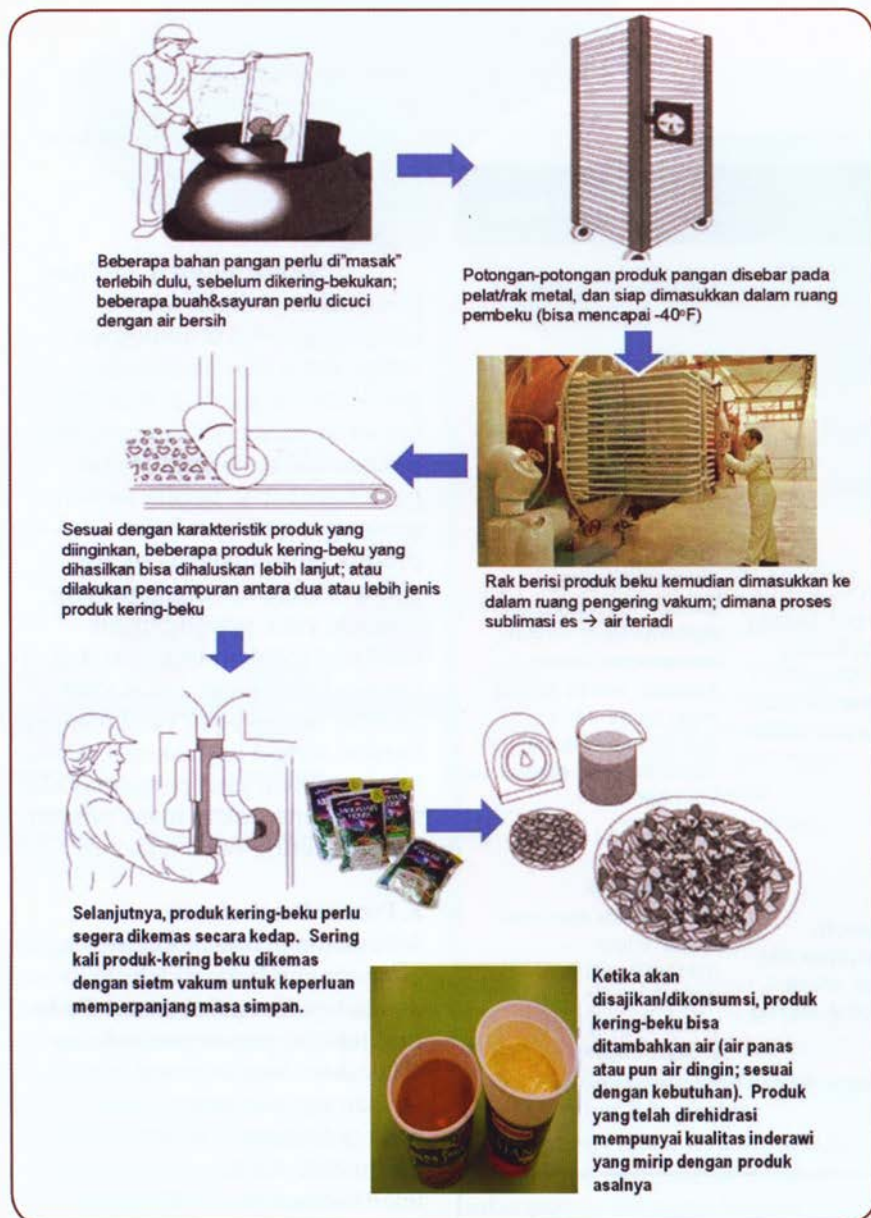 Beberapa bahan pangan perlu di"masak"
terlebih dulu, sebelum dikering-bekukan;
beberapa buah&sayuran perlu dicuci
dengan air bersih
Potongan-potongan produk pangan disebar pada
pelat/rak metal, dan siap dimasukkan dalam ruang
pembeku (bisa mencapai -40°F)
Rak berisi produk beku kemudian dimasukkan ke
dalam ruang pengering vakum; dimana proses
sublimasi es → air teriadi
Sesuai dengan karakteristik produk yang
diinginkan, beberapa produk kering-beku yang
dihasilkan bisa dihaluskan lebih lanjut; atau
dilakukan pencampuran antara dua atau lebih jenis
produk kering-beku
Selanjutnya, produk kering-beku perlu
segera dikemas secara kedap. Sering
kali produk-kering beku dikemas
dengan sietm vakum untuk keperluan
memperpanjang masa simpan.
Ketika akan
disajikan/dikonsumsi, produk
kering-beku bisa
ditambahkan air (air panas
atau pun air dingin; sesuai
dengan kebutuhan). Produk
yang telah direhidrasi
mempunyai kualitas inderawi
yang mirip dengan produk
asalnya